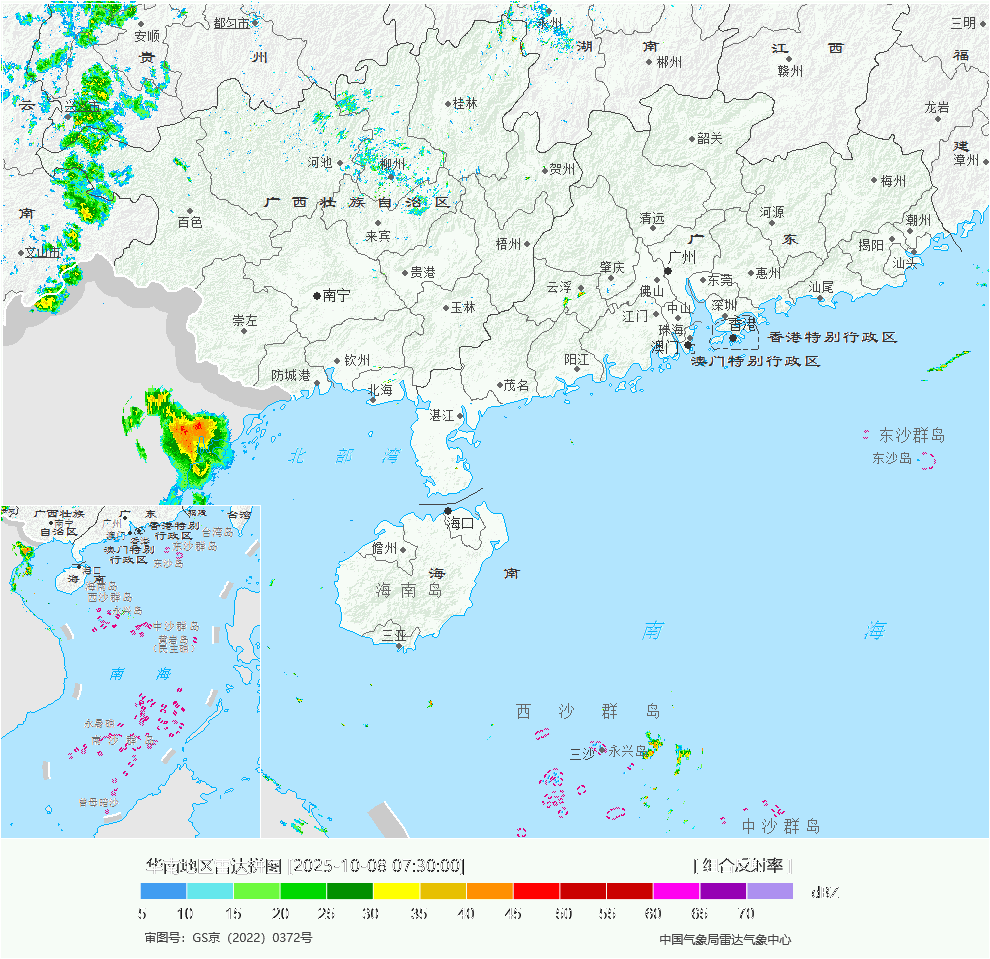 都匀市
永州
三明
安顺
湖 南
江 西
贵 州
郴州
赣州
福
云
桂林
龙岩
韶关
建
河池
柳州
贺州
漳州
梅州
广西壮族自治区
南
百色
清远
河源
潮州
来宾
梧州
广 东
揭阳
文山市
广州
汕头
贵港
肇庆
惠州
东莞
云浮
佛山
汕尾
南宁
玉林
中山
深圳
江门
崇左
珠海
香港
香港特别行政区
澳门
澳门特别行政区
钦州
阳江
防城港
茂名
北海
湛江
东沙群岛
北部湾
东沙岛
海口
儋州
海 南
海南岛
三亚
南 海
西沙群岛
三沙
永兴岛
中沙群岛
广西壮族
自治区
南宁
广 东
福建
台湾
广州
香港特别
行政区
澳门
香港
台湾岛
澳门特别
行政区
东沙群岛
东沙岛
海口
海 南
海南岛
西沙群岛
永兴岛
中沙群岛
黄岩岛
(民主礁)
南 海
永暑礁
南沙群岛
曾母暗沙
华南地区雷达拼图 [2025-10-08 07:30:00]
[ 组合反射率 ]
5 10 15 20 25 30 35 40 45 50 55 60 65 70 dBZ
审图号：GS京（2022）0372号
中国气象局雷达气象中心